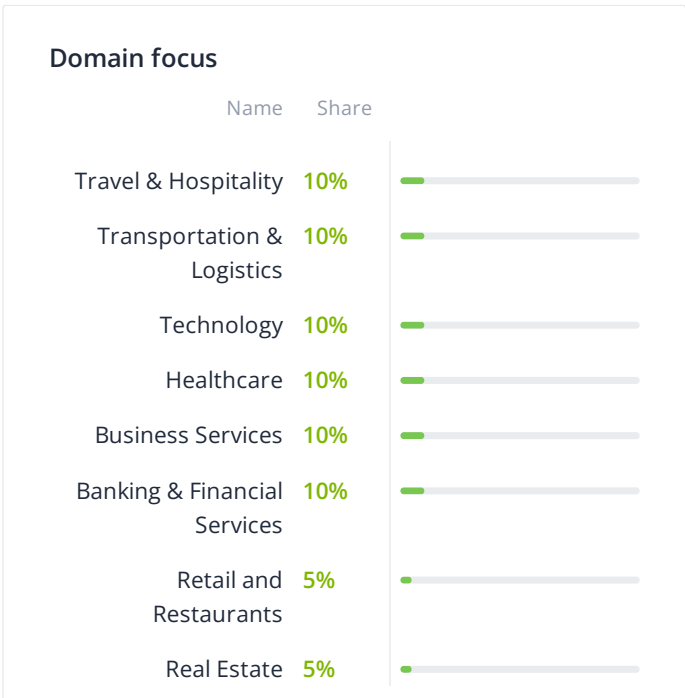 Domain focus
Name Share
Travel & Hospitality 10%
Transportation & 10%
Logistics
Technology 10%
Healthcare 10%
Business Services 10%
Banking & Financial 10%
Services
Retail and 5%
Restaurants
Real Estate 5%